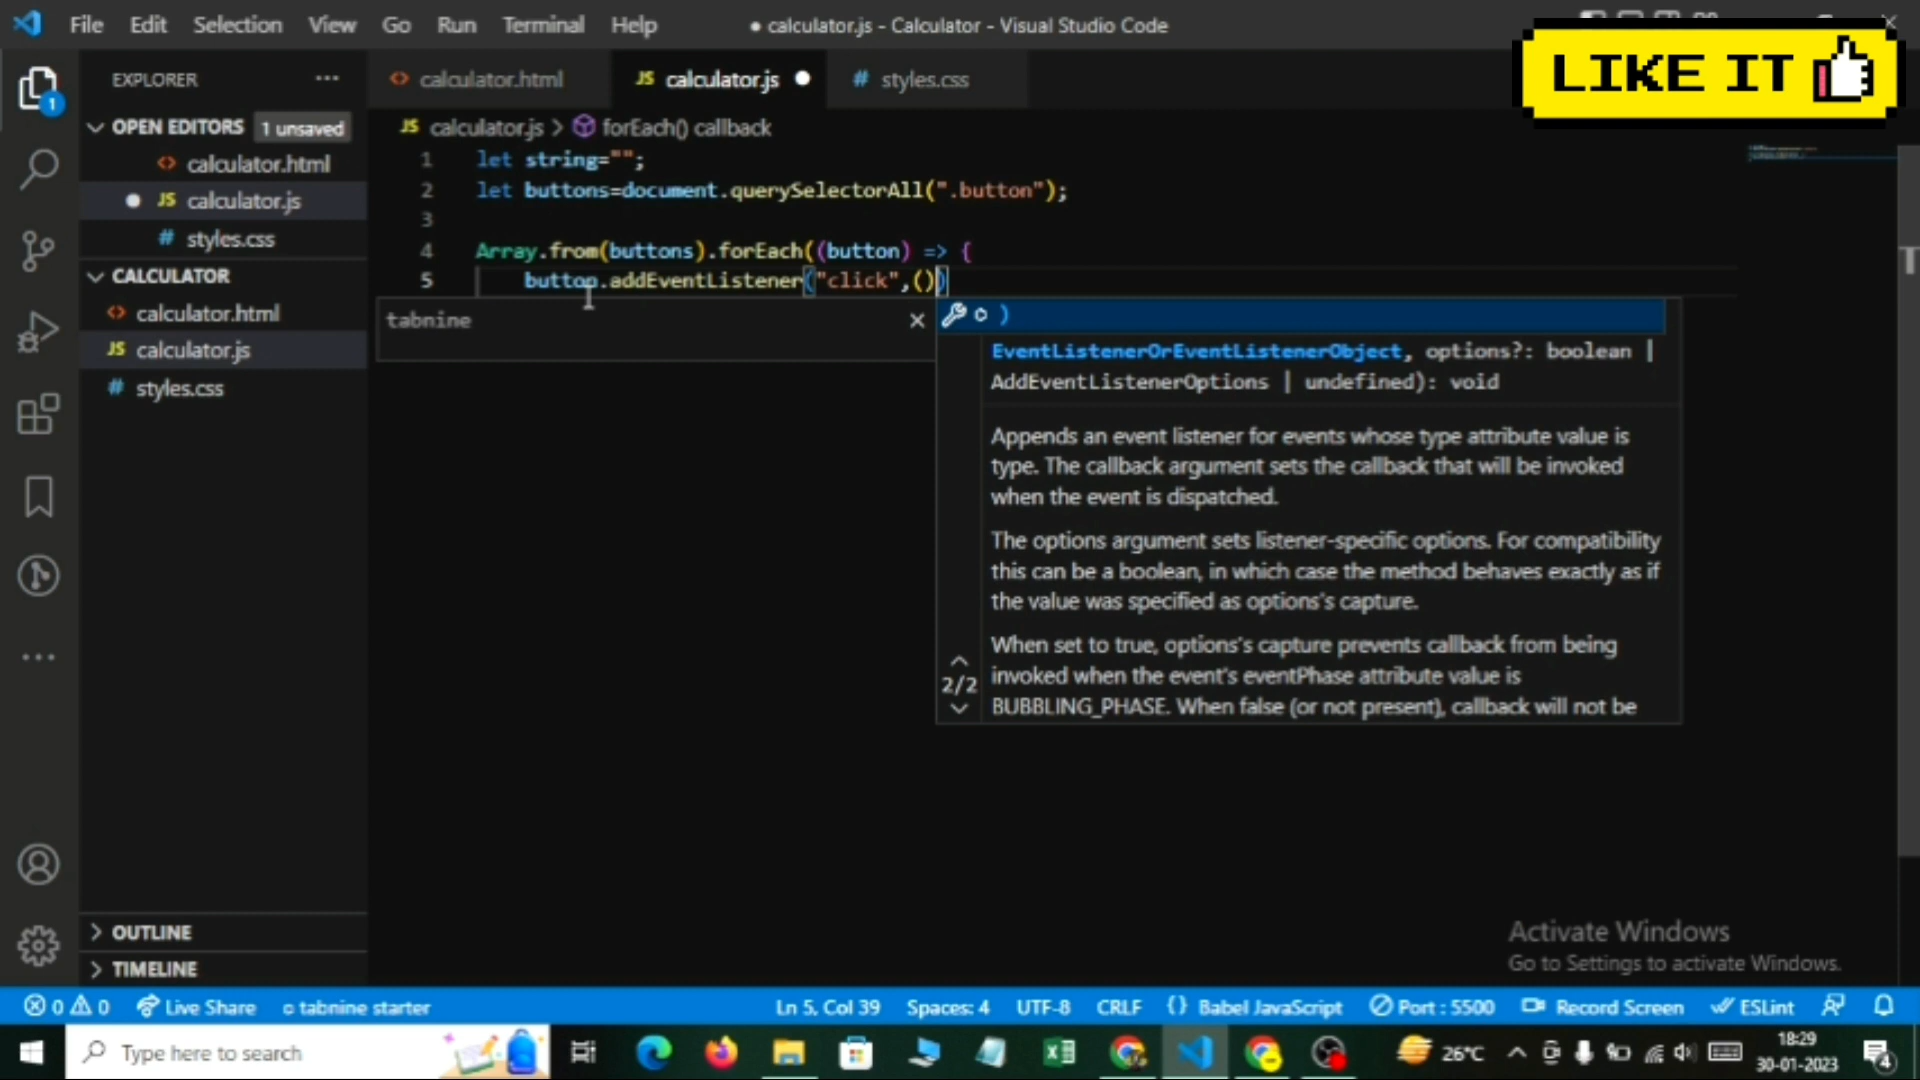 File Edit Selection View Go Run Terminal Help
● calculator.js - Calculator - Visual Studio Code
LIKE IT
EXPLORER
calculator.html
JS calculator.js
# styles.css
OPEN EDITORS 1 unsaved
calculator.html
JS calculator.js
# styles.css
CALCULATOR
calculator.html
JS calculator.js
# styles.css
JS calculator.js > forEach() callback
1 let string="";
2 let buttons=document.querySelectorAll(".button");
3
4 Array.from(buttons).forEach((button) => {
5 button.addEventListener("click",())
tabnine
)
EventListenerOrEventListenerObject, options?: boolean |
AddEventListenerOptions | undefined): void
Appends an event listener for events whose type attribute value is
type. The callback argument sets the callback that will be invoked
when the event is dispatched.
The options argument sets listener-specific options. For compatibility
this can be a boolean, in which case the method behaves exactly as if
the value was specified as options's capture.
When set to true, options's capture prevents callback from being
invoked when the event's eventPhase attribute value is
BUBBLING_PHASE. When false (or not present), callback will not be
2/2
OUTLINE
TIMELINE
Activate Windows
Go to Settings to activate Windows.
0 0 Live Share tabnine starter
Ln 5, Col 39 Spaces: 4 UTF-8 CRLF {} Babel JavaScript Port : 5500 Record Screen ESLint
Type here to search
26°C
18:29
30-01-2023
4
1